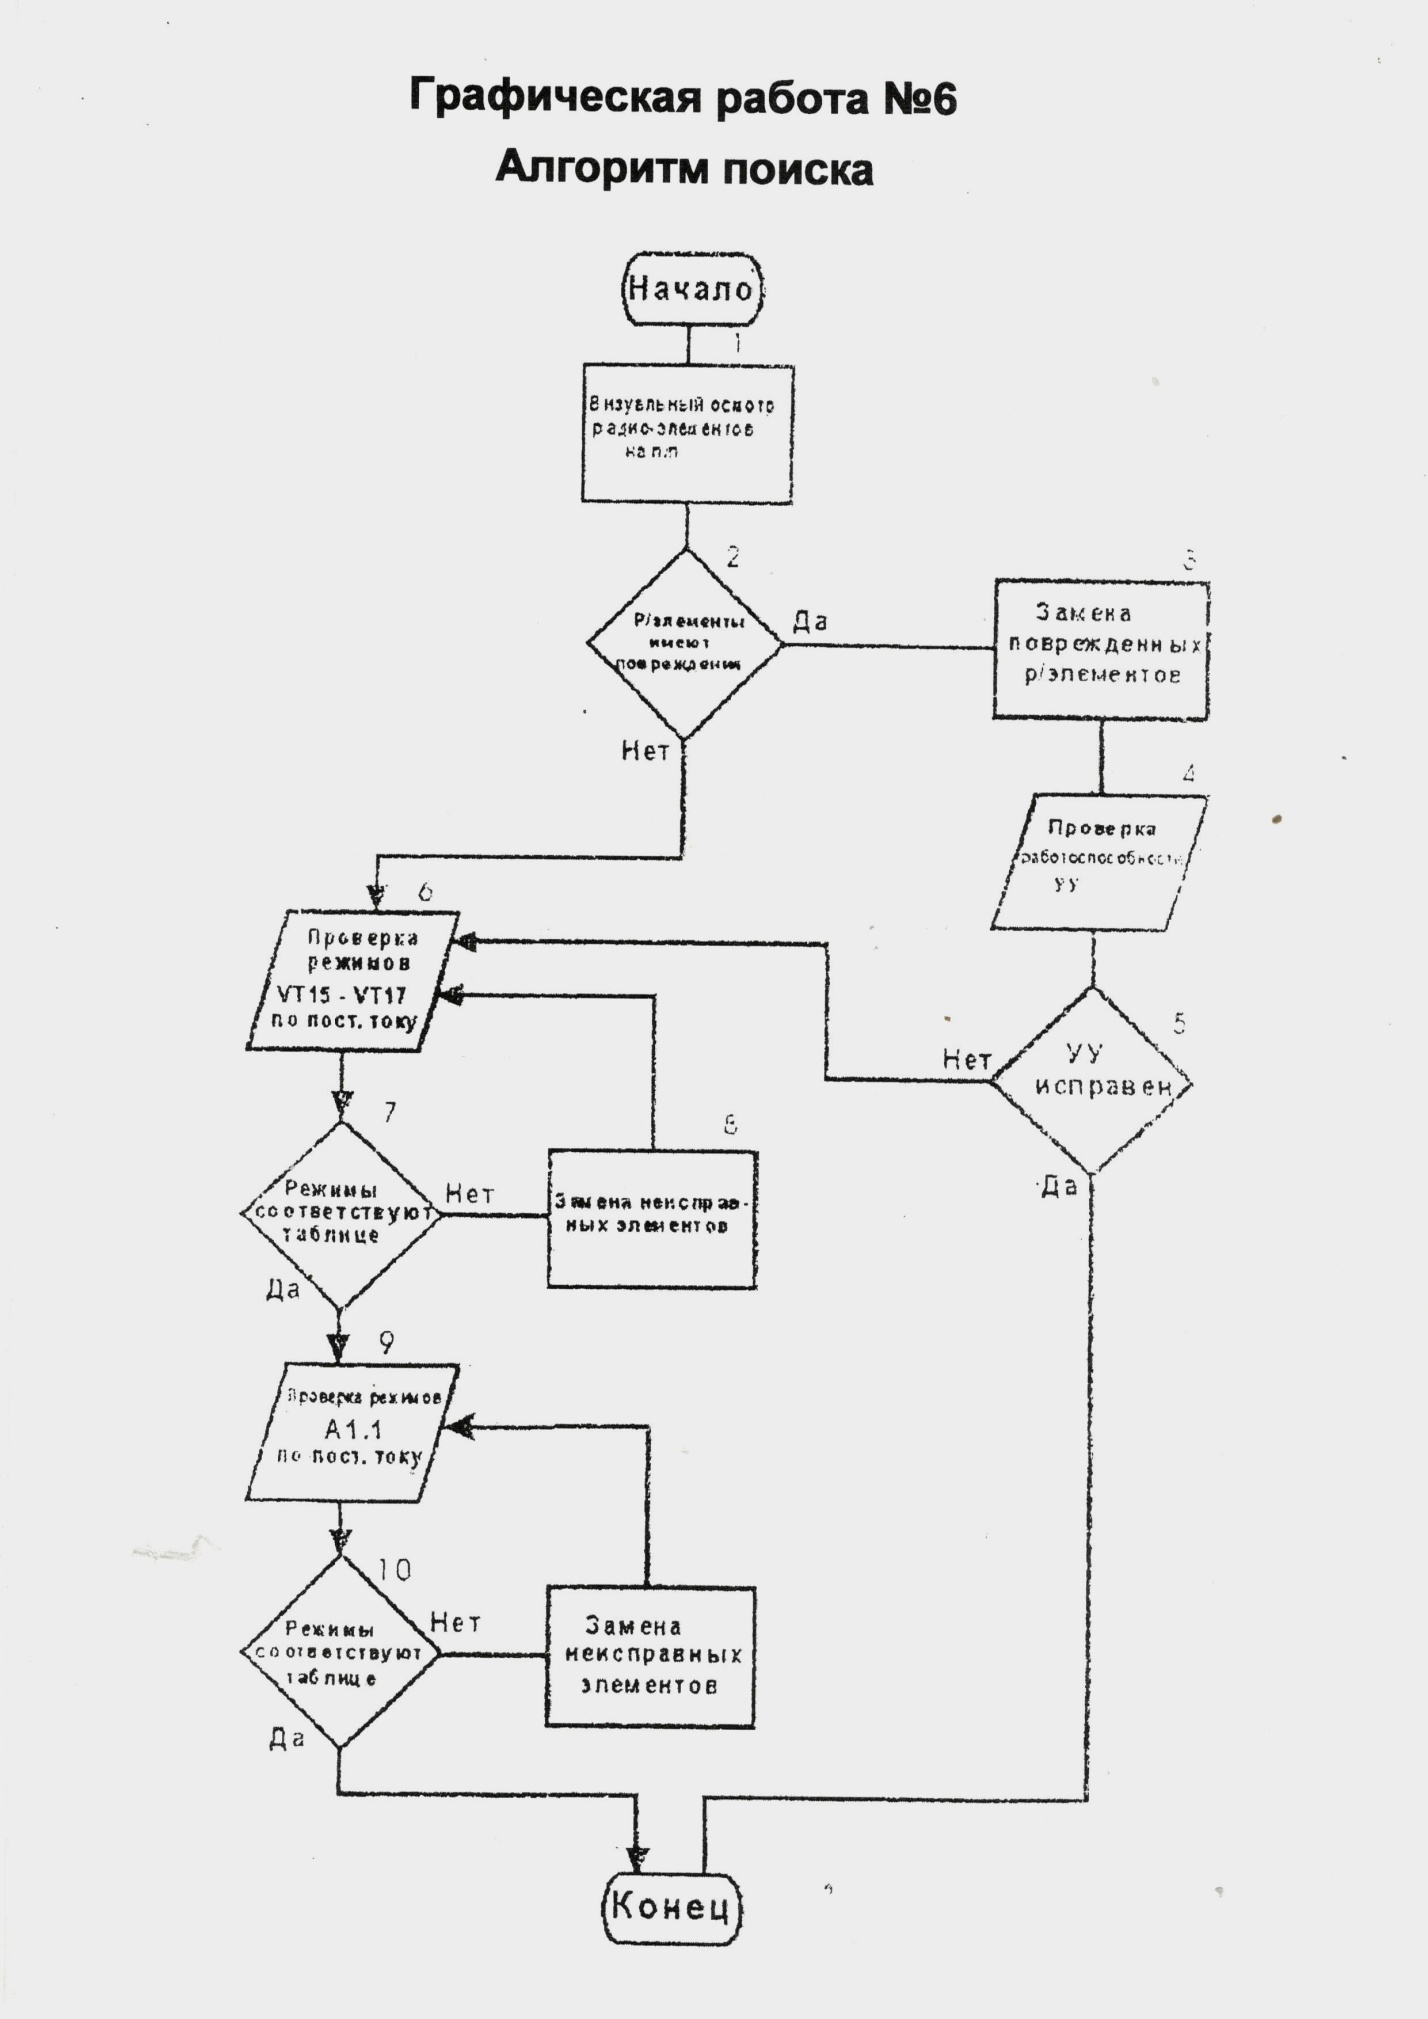 Графическая работа №6
Алгоритм поиска
Начало
1
Визуельный осмотр
радио-элементов
на п/п
2
Р/элементы
имеют
повреждения
Да
Нет
3
Замена
поврежденных
р/элементов
4
Проверка
работоспособности
УУ
5
УУ
исправен
Нет
Да
6
Проверка
режимов
VT15 - VT17
по пост. току
7
Режимы
соответствуют
таблице
Нет
Да
8
Замена неисправ-
ных элементов
9
Проверка режимов
А1.1
по пост. току
10
Режимы
соответствуют
таблице
Нет
Да
Замена
неисправных
элементов
Конец